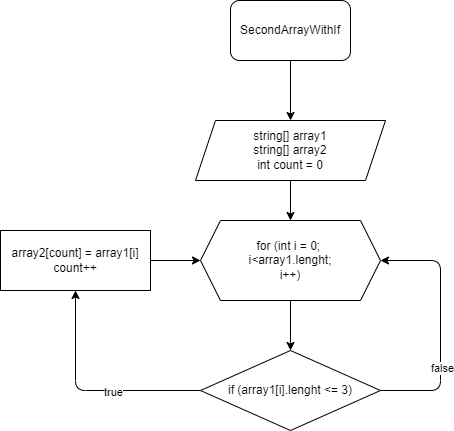 SecondArrayWithIf
string[] array1
string[] array2
int count = 0
for (int i = 0;
i<array1.lenght;
i++)
array2[count] = array1[i]
count++
if (array1[i].lenght <= 3)
true
false